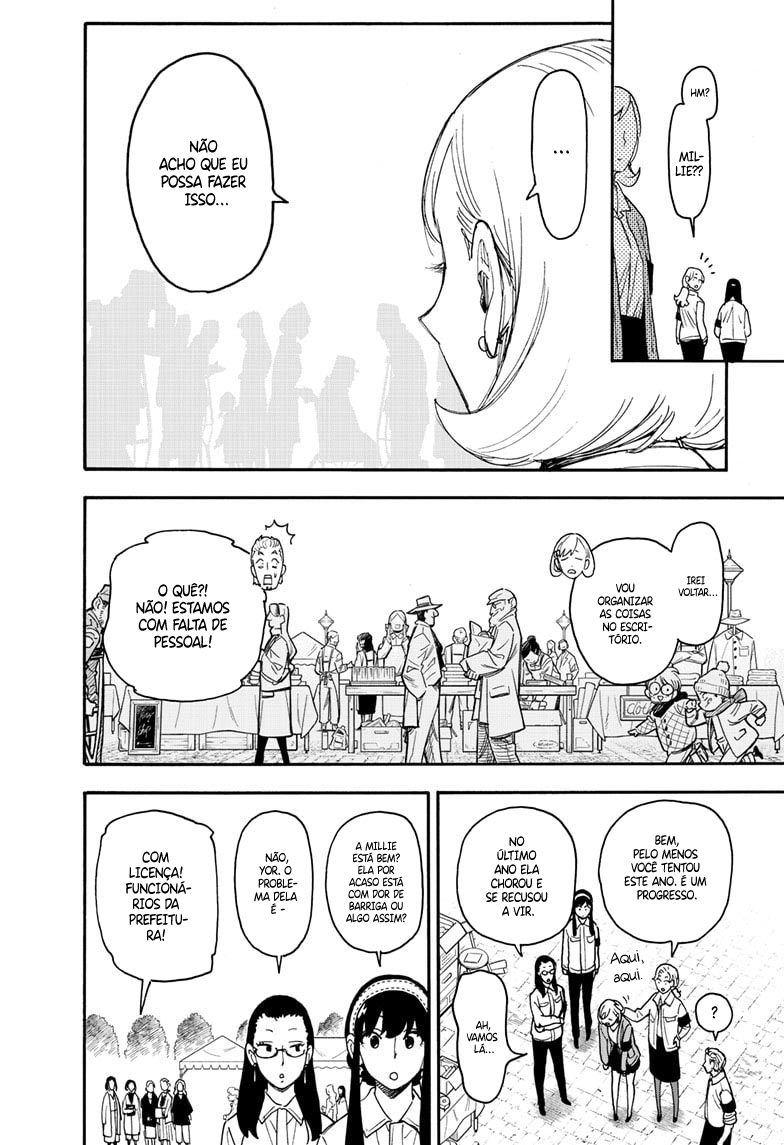 HM?
MIL-
LIE??
...
NÃO
ACHO QUE EU
POSSA FAZER
ISSO...
IREI
VOLTAR...
VOU
ORGANIZAR
AS COISAS
NO ESCRI-
TÓRIO.
O QUÊ?!
NÃO! ESTAMOS
COM FALTA DE
PESSOAL!
BEM,
PELO MENOS
VOCÊ TENTOU
ESTE ANO. É UM
PROGRESSO.
Aqui,
aqui.
?
NO
ÚLTIMO
ANO ELA
CHOROU E
SE RECUSOU
A VIR.
AH,
VAMOS
LÁ...
A MILLIE
ESTÁ BEM?
ELA POR
ACASO ESTÁ
COM DOR DE
BARRIGA OU
ALGO ASSIM?
NÃO,
YOR. O
PROBLE-
MA DELA
É -
COM
LICENÇA!
FUNCIONÁ-
RIOS DA
PREFEITU-
RA!